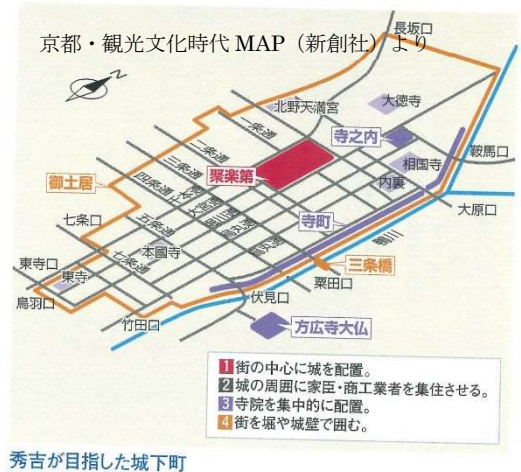 京都・観光文化時代 MAP（新創社）より
長坂口
N
北野天満宮
大徳寺
寺之内
鞍馬口
一条通
二条通
三条通
四条通
五条通
七条通
聚楽第
相国寺
内裏
大原口
御土居
寺町
鴨川
七条口
本國寺
三条橋
粟田口
東寺口
東寺
伏見口
鳥羽口
竹田口
方広寺大仏
1 街の中心に城を配置。
2 城の周囲に家臣・商工業者を集住させる。
3 寺院を集中的に配置。
4 街を堀や城壁で囲む。
秀吉が目指した城下町